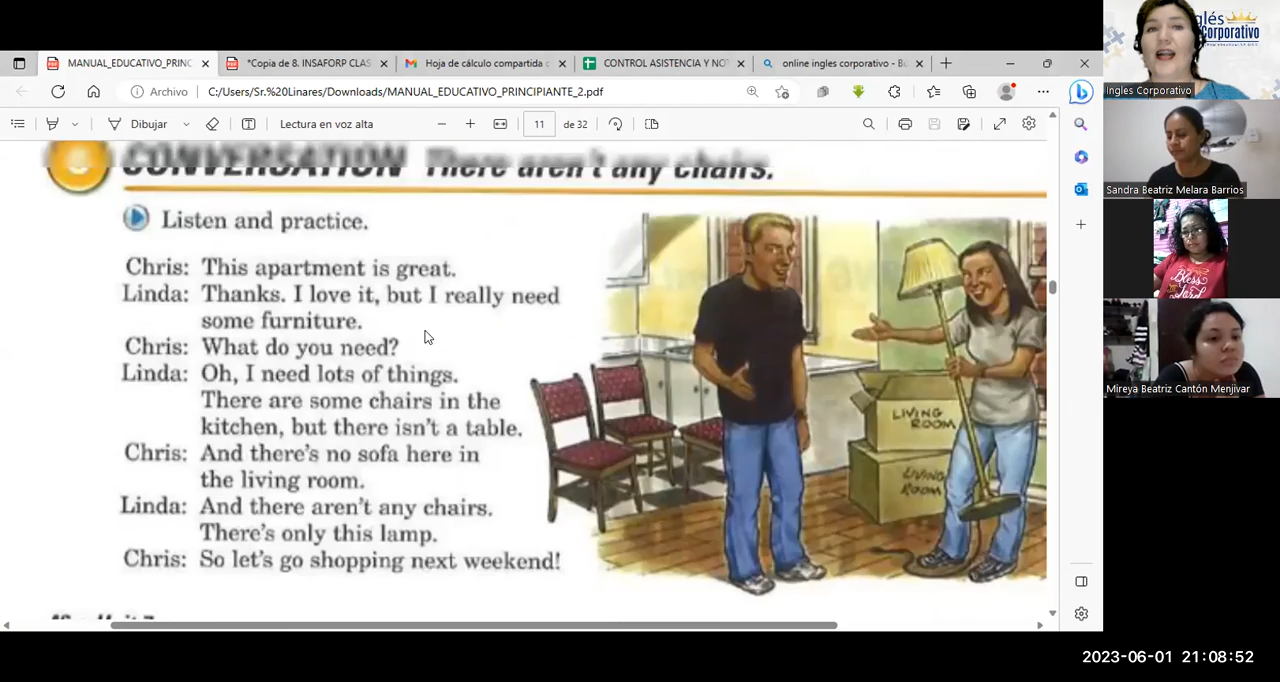 MANUAL_EDUCATIVO_PRINC
*Copia de 8. INSAFORP CLAS
Hoja de cálculo compartida
CONTROL ASISTENCIA Y NO
online ingles corporativo - B
Archivo
C:/Users/Sr.%20Linares/Downloads/MANUAL_EDUCATIVO_PRINCIPIANTE_2.pdf
Dibujar
Lectura en voz alta
11
de 32
CONVERSATION There aren't any chairs.
Listen and practice.
Chris: This apartment is great.
Linda: Thanks. I love it, but I really need
some furniture.
Chris: What do you need?
Linda: Oh, I need lots of things.
There are some chairs in the
kitchen, but there isn't a table.
Chris: And there's no sofa here in
the living room.
Linda: And there aren't any chairs.
There's only this lamp.
Chris: So let's go shopping next weekend!
LIVING
ROOM
LIVING
ROOM
glés
Corporativo
Ingles Corporativo
Sandra Beatriz Melara Barrios
Bless
Lord
Mireya Beatriz Cantón Menjivar
2023-06-01 21:08:52